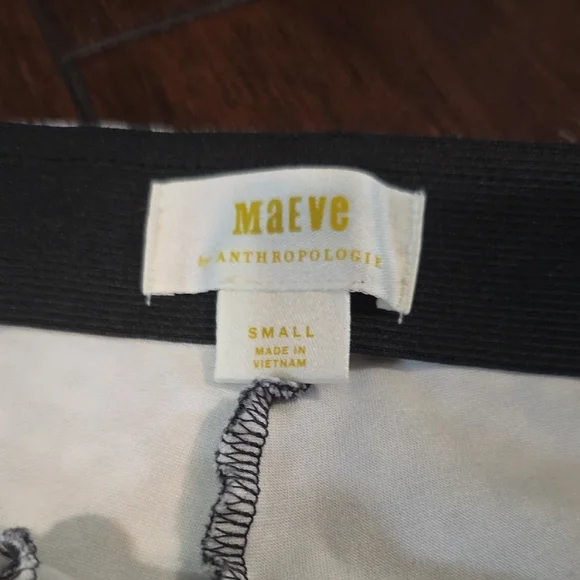 MaEVe
by ANTHROPOLOGIE
SMALL
MADE IN
VIETNAM